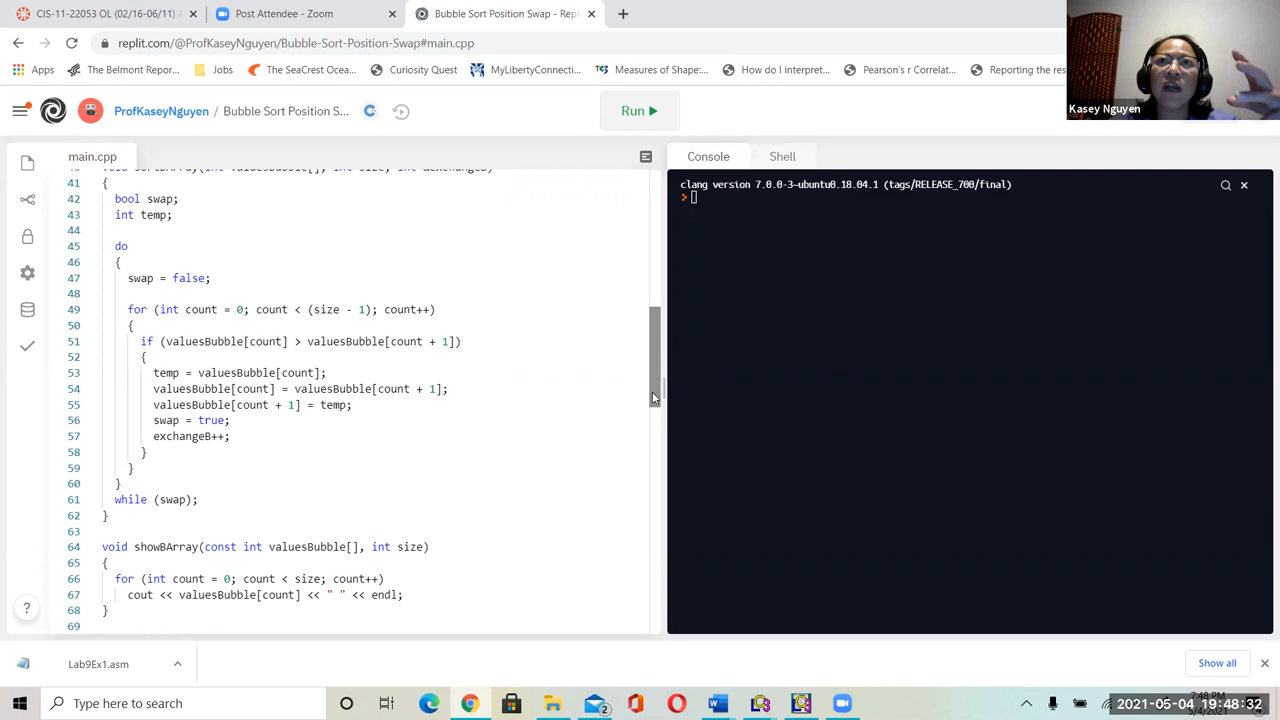 CIS-11-22053 OL (02/16-06/11)
Post Attendee - Zoom
Bubble Sort Position Swap - Repl
replit.com/@ProfKaseyNguyen/Bubble-Sort-Position-Swap#main.cpp
Apps
The Belmont Repor...
Jobs
The SeaCrest Ocea...
Curiosity Quest
MyLibertyConnecti...
Measures of Shape:...
How do I interpret...
Pearson's r Correlat...
Reporting the resu
Kasey Nguyen
ProfKaseyNguyen / Bubble Sort Position S...
Run
main.cpp
Console
Shell
41 {
42 bool swap;
43 int temp;
44
45 do
46 {
47 swap = false;
48
49 for (int count = 0; count < (size - 1); count++)
50 {
51 if (valuesBubble[count] > valuesBubble[count + 1])
52 {
53 temp = valuesBubble[count];
54 valuesBubble[count] = valuesBubble[count + 1];
55 valuesBubble[count + 1] = temp;
56 swap = true;
57 exchangeB++;
58 }
59 }
60 }
61 while (swap);
62 }
63
64 void showBArray(const int valuesBubble[], int size)
65 {
66 for (int count = 0; count < size; count++)
67 cout << valuesBubble[count] << " " << endl;
68 }
69
clang version 7.0.0-3~ubuntu0.18.04.1 (tags/RELEASE_700/final)
>
?
Lab9Ex1.asm
Show all
Type here to search
2
7:48 PM
5/4/2021
2021-05-04 19:48:32